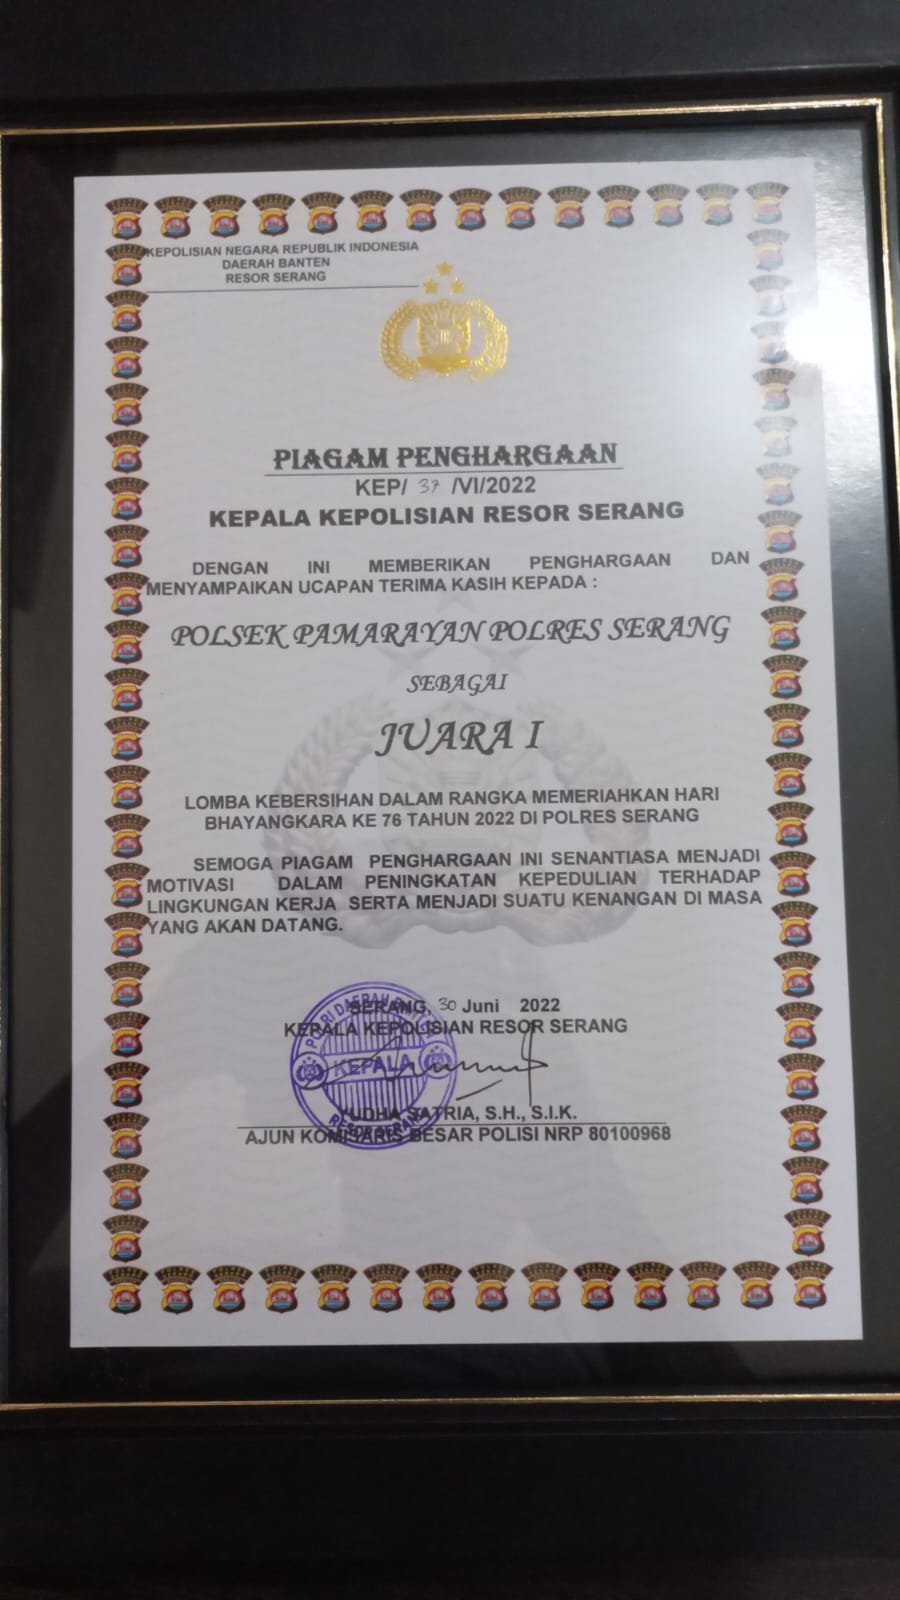 KEPOLISIAN NEGARA REPUBLIK INDONESIA
DAERAH BANTEN
RESOR SERANG
PIAGAM PENGHARGAAN
KEP/ 37 /VI/2022
KEPALA KEPOLISIAN RESOR SERANG
DENGAN INI MEMBERIKAN PENGHARGAAN DAN
MENYAMPAIKAN UCAPAN TERIMA KASIH KEPADA :
POLSEK PAMARAYAN POLRES SERANG
SEBAGAI
JUARA I
LOMBA KEBERSIHAN DALAM RANGKA MEMERIAHKAN HARI
BHAYANGKARA KE 76 TAHUN 2022 DI POLRES SERANG
SEMOGA PIAGAM PENGHARGAAN INI SENANTIASA MENJADI
MOTIVASI DALAM PENINGKATAN KEPEDULIAN TERHADAP
LINGKUNGAN KERJA SERTA MENJADI SUATU KENANGAN DI MASA
YANG AKAN DATANG.
SERANG, 30 Juni 2022
KEPALA KEPOLISIAN RESOR SERANG
KEPALA
RESOR SERANG
YUDHA SATRIA, S.H., S.I.K.
AJUN KOMISARIS BESAR POLISI NRP 80100968